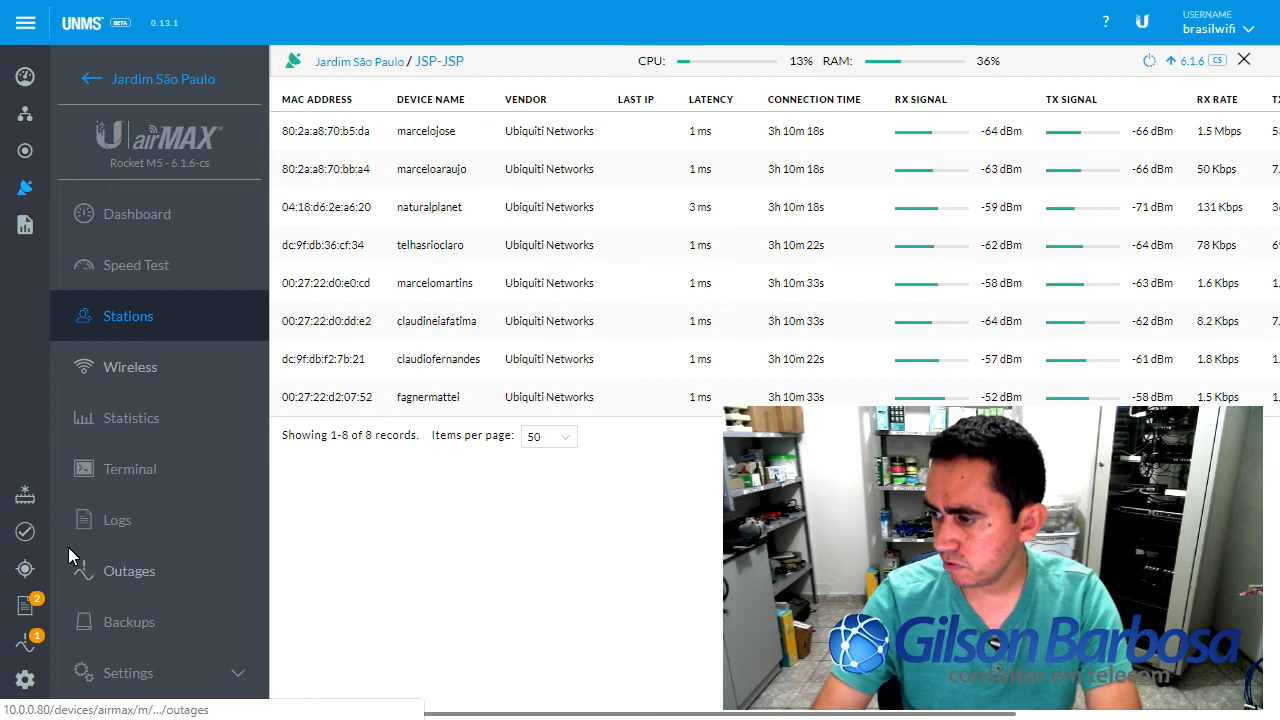 UNMS BETA 0.13.1 ? USERNAME
brasilwifi
Jardim São Paulo
airMAX
Rocket M5 - 6.1.6-cs
Dashboard
Speed Test
Stations
Wireless
Statistics
Terminal
Logs
Outages
Backups
Settings
2
1
Jardim São Paulo / JSP-JSP CPU: 13% RAM: 36% 6.1.6 CS
MAC ADDRESS DEVICE NAME VENDOR LAST IP LATENCY CONNECTION TIME RX SIGNAL TX SIGNAL RX RATE
80:2a:a8:70:b5:da marcelojose Ubiquiti Networks 1 ms 3h 10m 18s -64 dBm -66 dBm 1.5 Mbps
80:2a:a8:70:bb:a4 marceloaraujo Ubiquiti Networks 1 ms 3h 10m 18s -63 dBm -66 dBm 50 Kbps
04:18:d6:2e:a6:20 naturalplanet Ubiquiti Networks 3 ms 3h 10m 18s -59 dBm -71 dBm 131 Kbps
dc:9f:db:36:cf:34 telhasrioclaro Ubiquiti Networks 1 ms 3h 10m 22s -62 dBm -64 dBm 78 Kbps
00:27:22:d0:e0:cd marcelomartins Ubiquiti Networks 1 ms 3h 10m 33s -58 dBm -63 dBm 1.6 Kbps
00:27:22:d0:dd:e2 claudineiafatima Ubiquiti Networks 1 ms 3h 10m 33s -64 dBm -62 dBm 8.2 Kbps
dc:9f:db:f2:7b:21 claudiofernandes Ubiquiti Networks 1 ms 3h 10m 22s -57 dBm -61 dBm 1.8 Kbps
00:27:22:d2:07:52 fagnermattei Ubiquiti Networks 1 ms 3h 10m 33s -52 dBm -58 dBm 1.5 Kbps
Showing 1-8 of 8 records. Items per page: 50
Gilson Barbosa
consultor em telecom
10.0.0.80/devices/airmax/m/.../outages